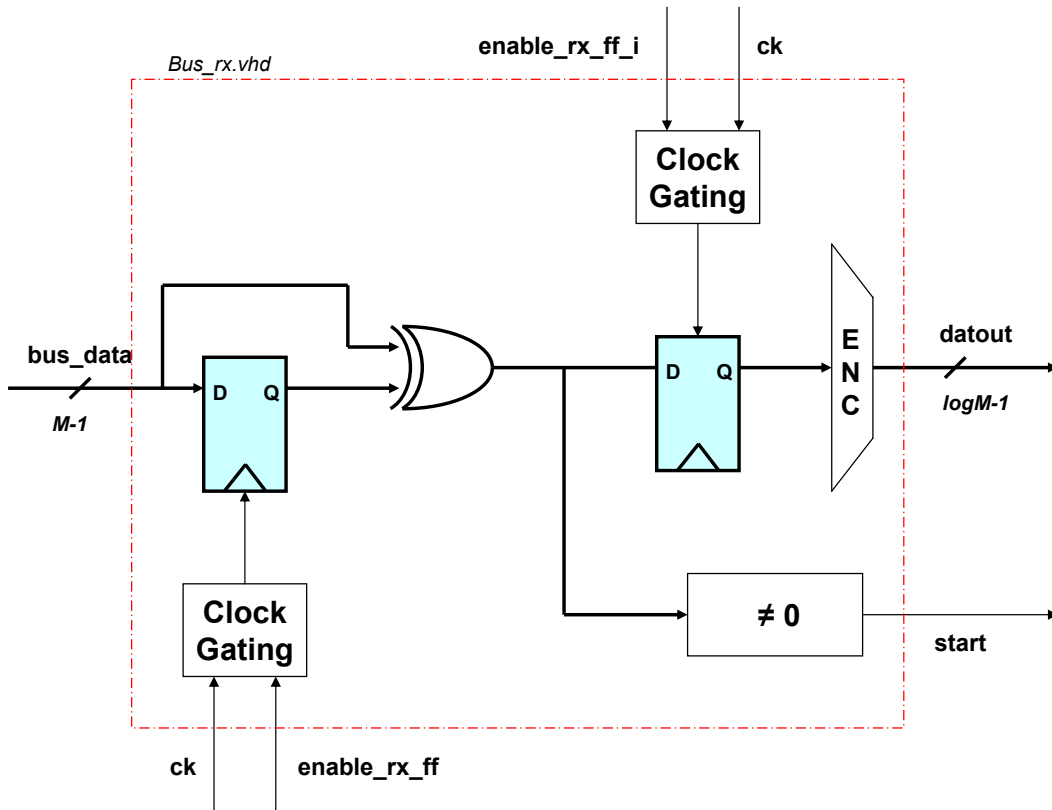 enable_rx_ff_i
ck
Bus_rx.vhd
Clock
Gating
bus_data
M-1
D
Q
D
Q
E
N
C
datout
logM-1
Clock
Gating
≠ 0
start
ck
enable_rx_ff